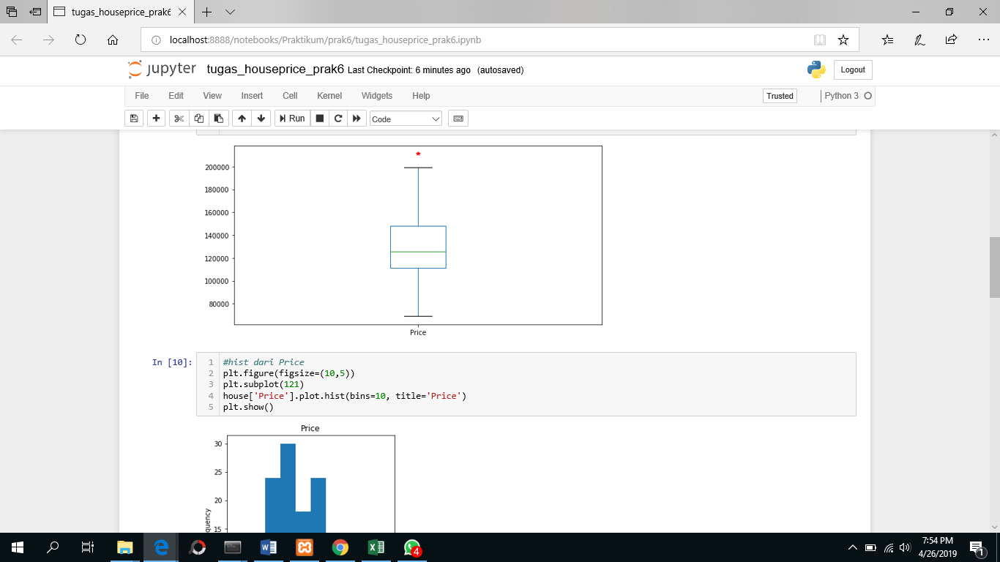 tugas_houseprice_prak6
localhost:8888/notebooks/Praktikum/prak6/tugas_houseprice_prak6.ipynb
jupyter tugas_houseprice_prak6 Last Checkpoint: 6 minutes ago (autosaved)
Logout
File Edit View Insert Cell Kernel Widgets Help
Trusted Python 3
Run Code
200000
180000
160000
140000
120000
100000
80000
Price
In [10]:
1 #hist dari Price
2 plt.figure(figsize=(10,5))
3 plt.subplot(121)
4 house['Price'].plot.hist(bins=10, title='Price')
5 plt.show()
Price
30
25
20
15
4
7:54 PM
4/26/2019
1